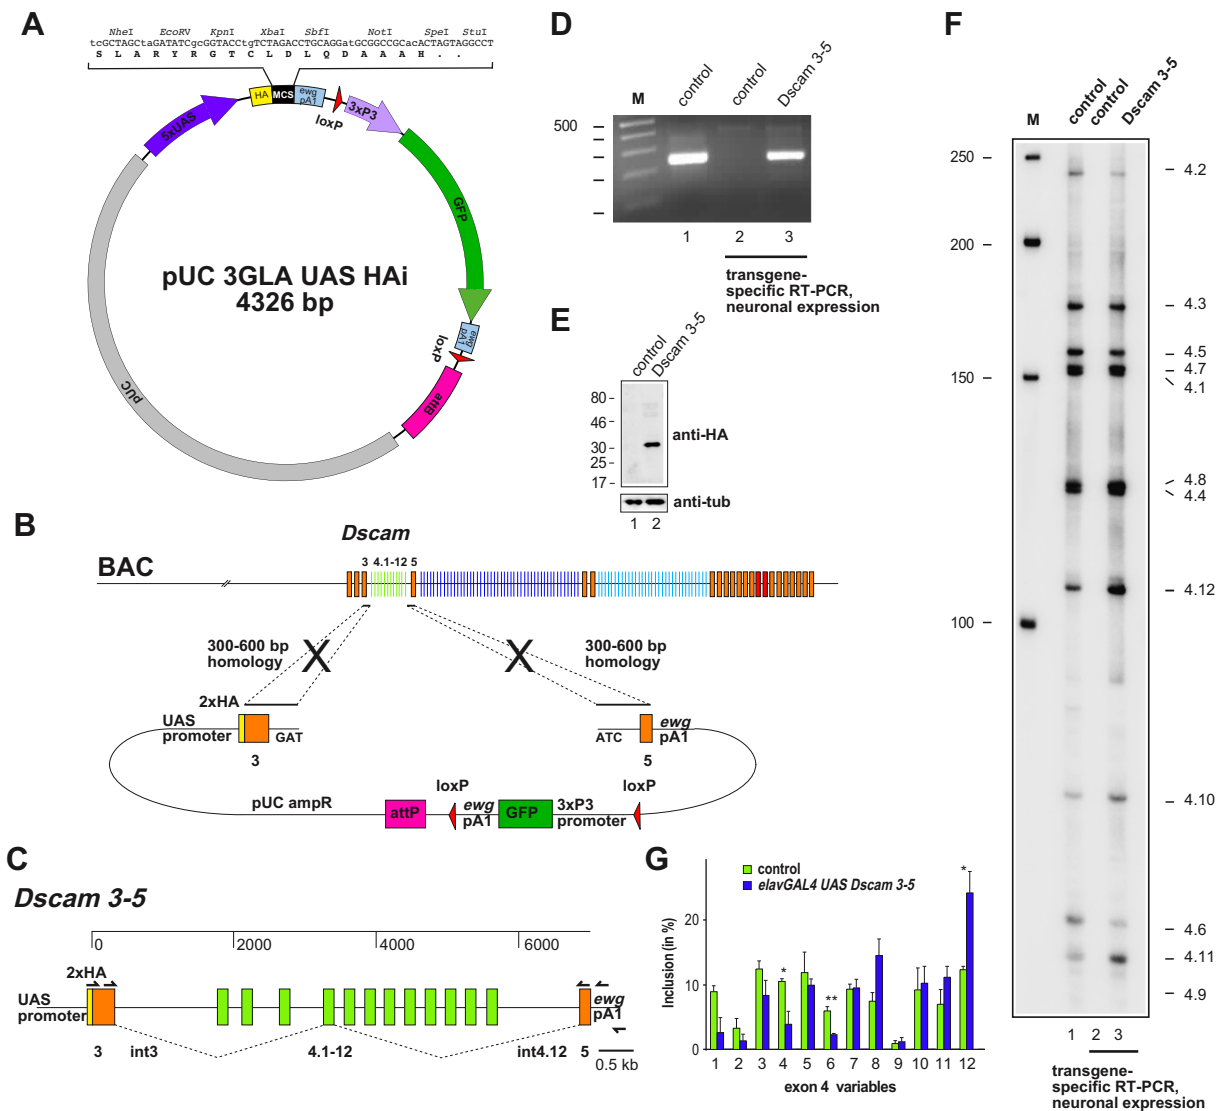 A
NheI EcoRV KpnI XbaI SbfI NotI SpeI StuI
tcGCTAGCtaGATATCgcGGTACCtgTCTAGACCTGCAGGatGCGGCCGCacACTAGTAGGCCT
S L A R Y R G T C L D L Q D A A A H . .
5xUAS
HA
MCS
ewg pA1
loxP
3xP3
GFP
ewg pA1
loxP
attB
pUC
pUC 3GLA UAS HAi
4326 bp
B
Dscam
BAC
3 4.1-12 5
300-600 bp
homology
300-600 bp
homology
2xHA
UAS
promoter
GAT
3
ATC
ewg
pA1
5
pUC ampR
attP
loxP
ewg
pA1
GFP
3xP3
promoter
loxP
C
Dscam 3-5
0 2000 4000 6000
2xHA
UAS
promoter
ewg
pA1
3 int3 4.1-12 int4.12 5
0.5 kb
D
M control control Dscam 3-5
500
1 2 3
transgene-
specific RT-PCR,
neuronal expression
E
control Dscam 3-5
80
46
30
25
17
anti-HA
anti-tub
1 2
F
M control control Dscam 3-5
250
200
150
100
4.2
4.3
4.5
4.7
4.1
4.8
4.4
4.12
4.10
4.6
4.11
4.9
1 2 3
transgene-
specific RT-PCR,
neuronal expression
G
control
elavGAL4 UAS Dscam 3-5
Inclusion (in %)
20
10
0
* ** *
1 2 3 4 5 6 7 8 9 10 11 12
exon 4 variables